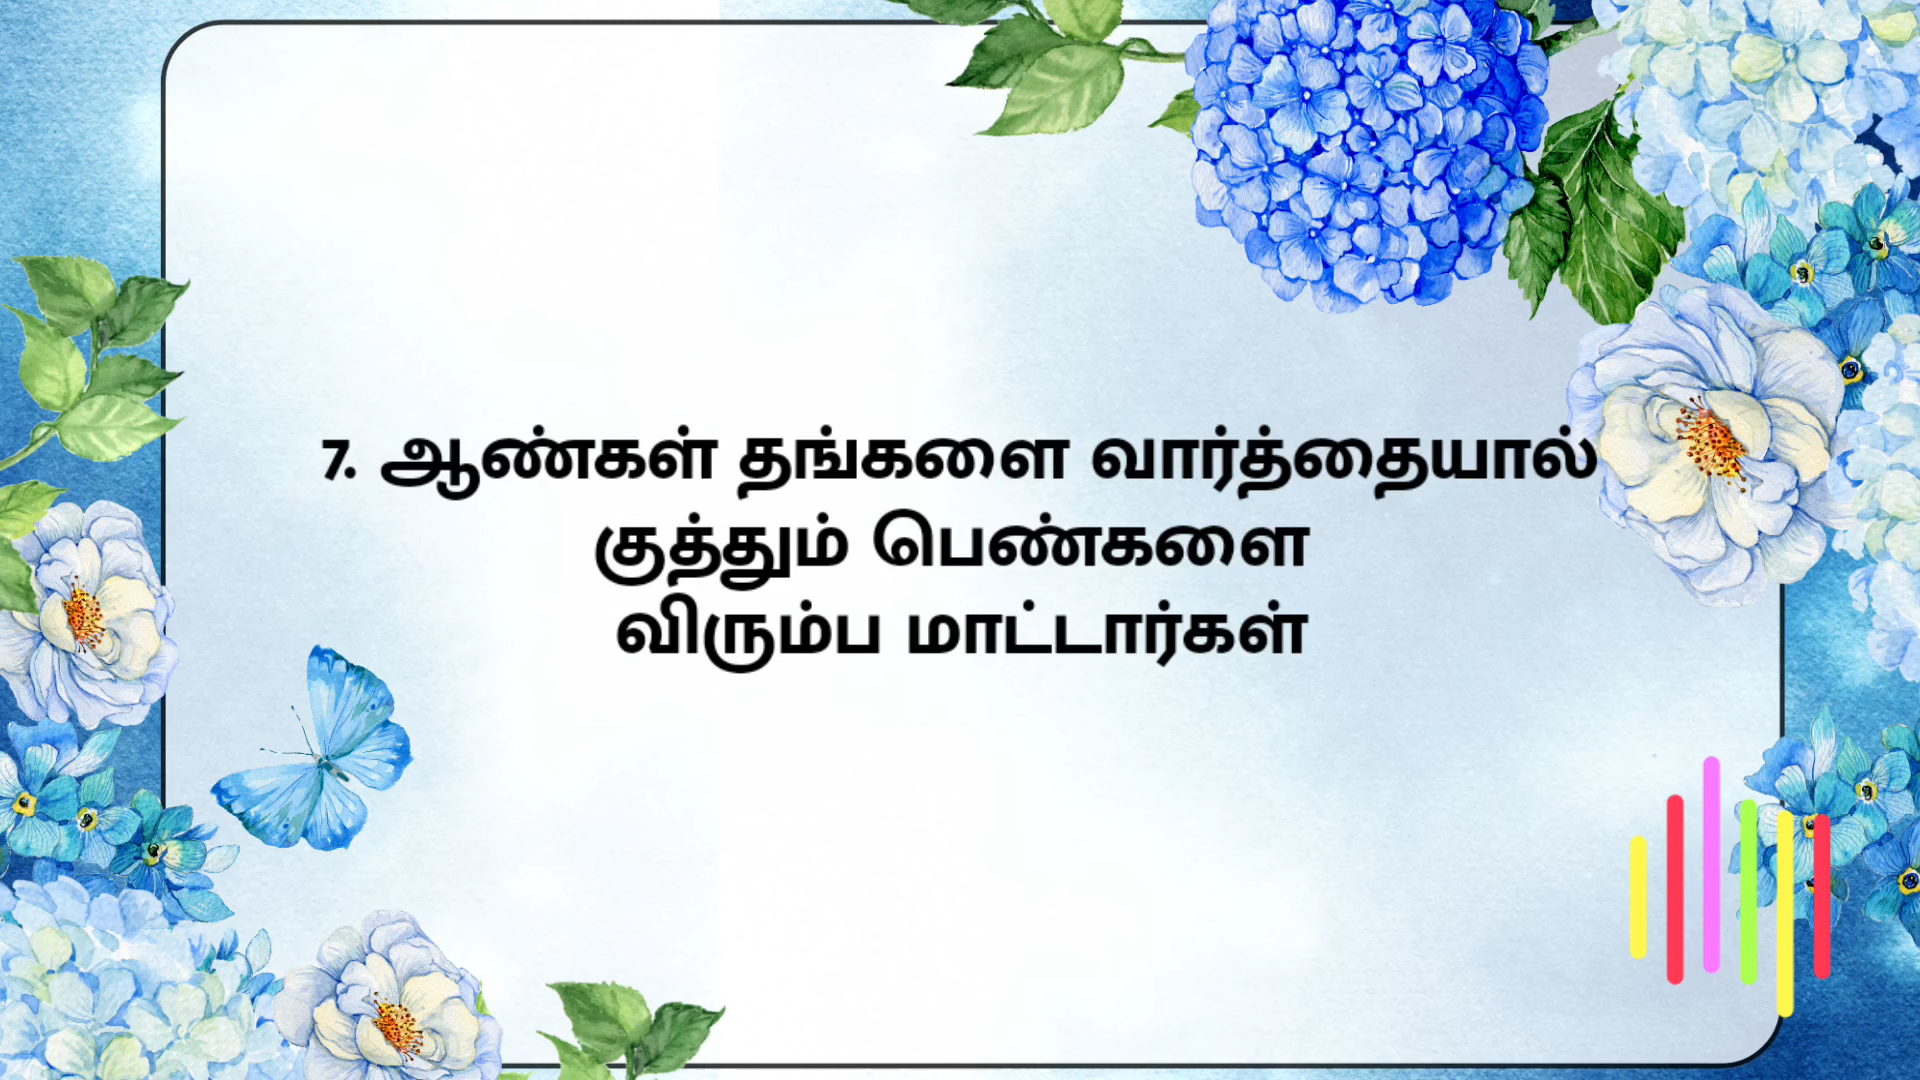 7. ஆண்கள் தங்களை வார்த்தையால்
குத்தும் பெண்களை
விரும்ப மாட்டார்கள்